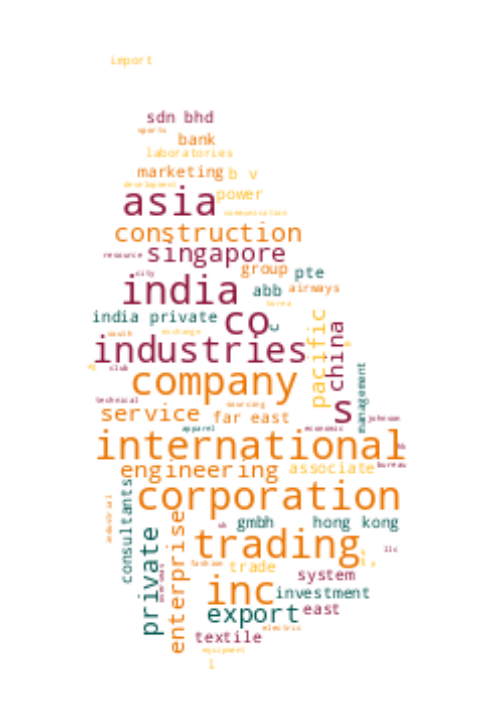 import
sdn bhd
sports
bank
laboratories
marketing b v
development
power
asia
communication
construction
resource singapore
group pte
city
india abb airways
korea
india private co
south exchange
industries
pacific
china
club
company
technical sourcing
s
management
service far east johnson
apparel economic
international
bureau
engineering associate
corporation
consultants
industrial
uk gmbh hong kong
private
enterprise
trading
llc
fashion trade
overseas
system
inc investment
export east
electric
textile
equipment
l